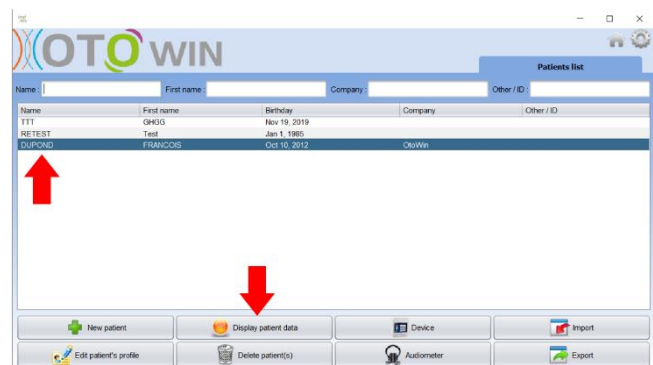 OTO WIN
Patients list
Name : First name : Company : Other / ID :
Name First name Birthday Company Other / ID
TTT GHGG Nov 19, 2019
RETEST Test Jan 1, 1985
DUPOND FRANCOIS Oct 10, 2012 OtoWin
New patient Display patient data Device Import
Edit patient's profile Delete patient(s) Audiometer Export